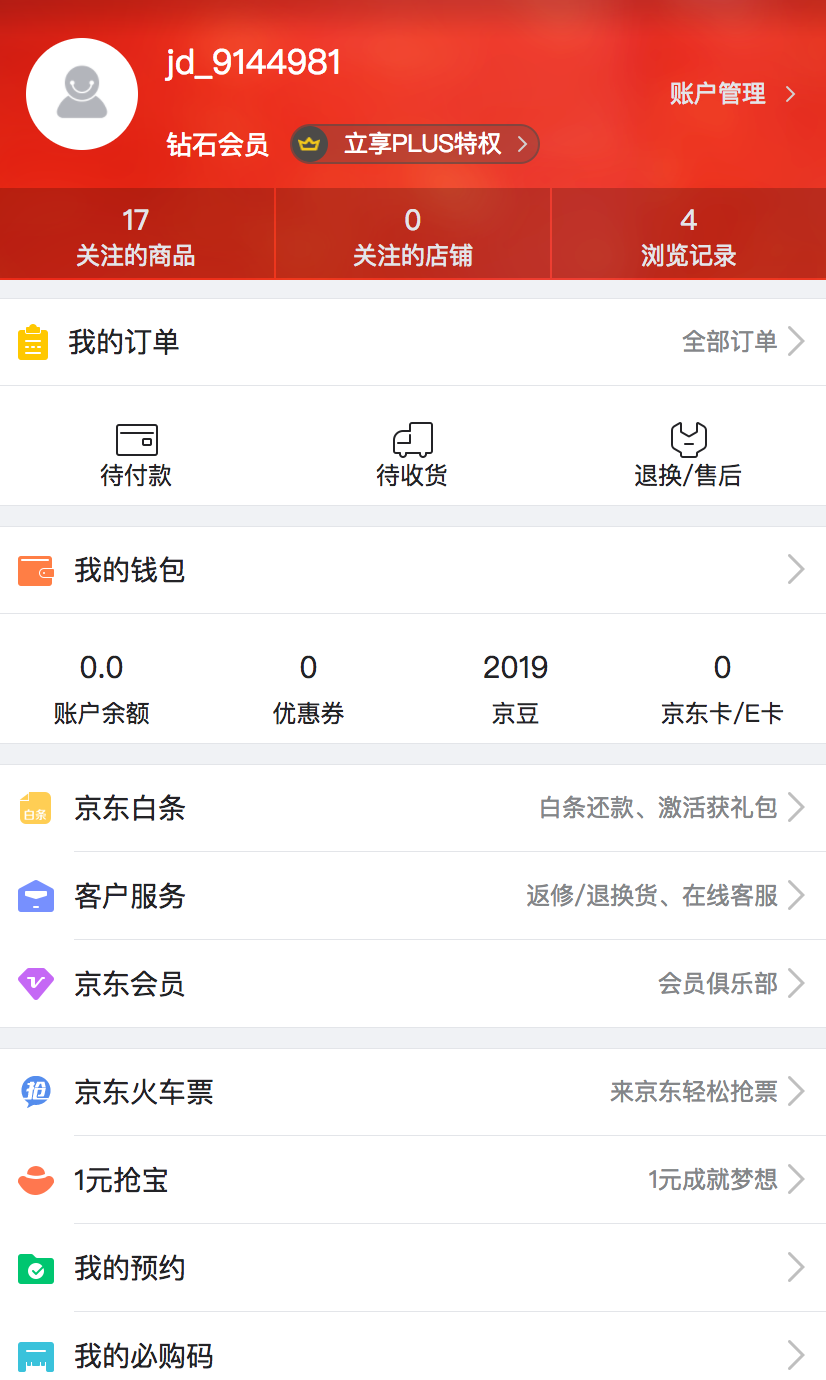 jd_9144981
账户管理
钻石会员 立享PLUS特权
17 0 4
关注的商品 关注的店铺 浏览记录
我的订单 全部订单
待付款 待收货 退换/售后
我的钱包
0.0 0 2019 0
账户余额 优惠券 京豆 京东卡/E卡
白条
京东白条 白条还款、激活获礼包
客户服务 返修/退换货、在线客服
京东会员 会员俱乐部
抢
京东火车票 来京东轻松抢票
1元抢宝 1元成就梦想
我的预约
我的必购码